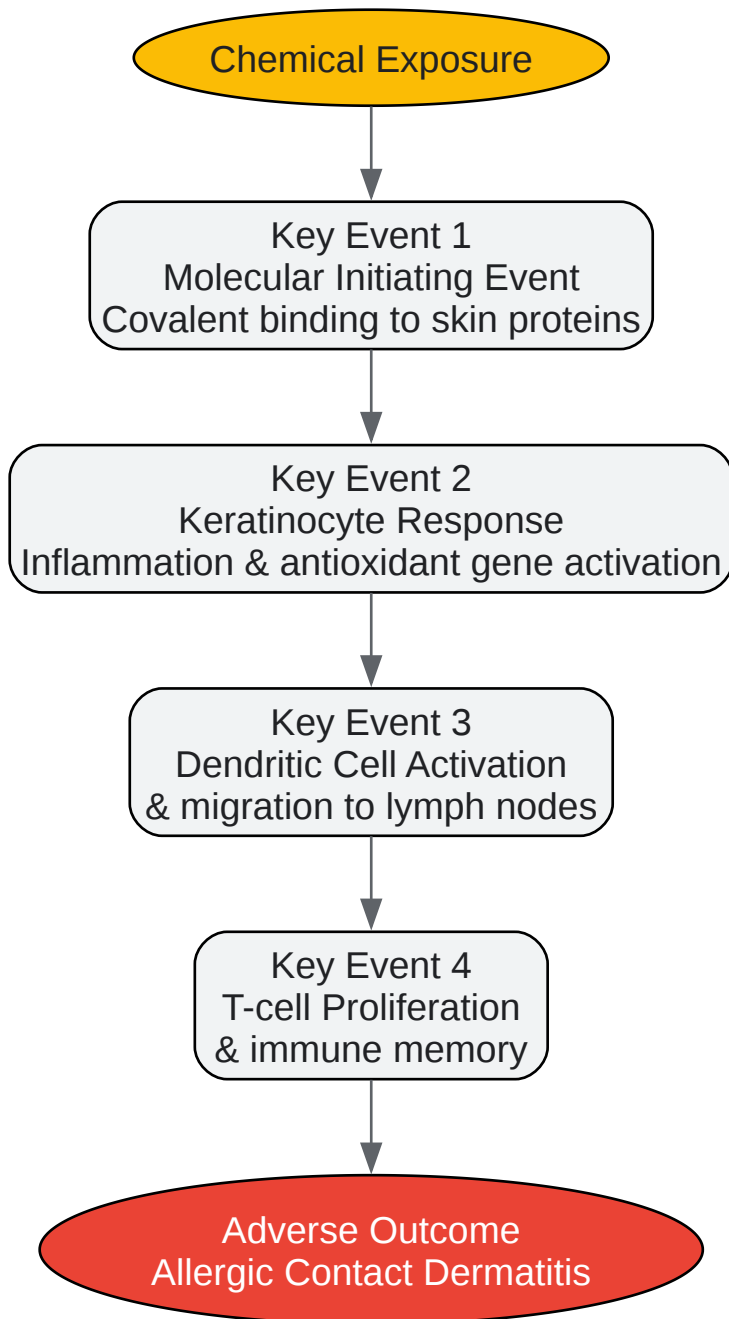 Chemical Exposure
Key Event 1
Molecular Initiating Event
Covalent binding to skin proteins
Key Event 2
Keratinocyte Response
Inflammation & antioxidant gene activation
Key Event 3
Dendritic Cell Activation
& migration to lymph nodes
Key Event 4
T-cell Proliferation
& immune memory
Adverse Outcome
Allergic Contact Dermatitis